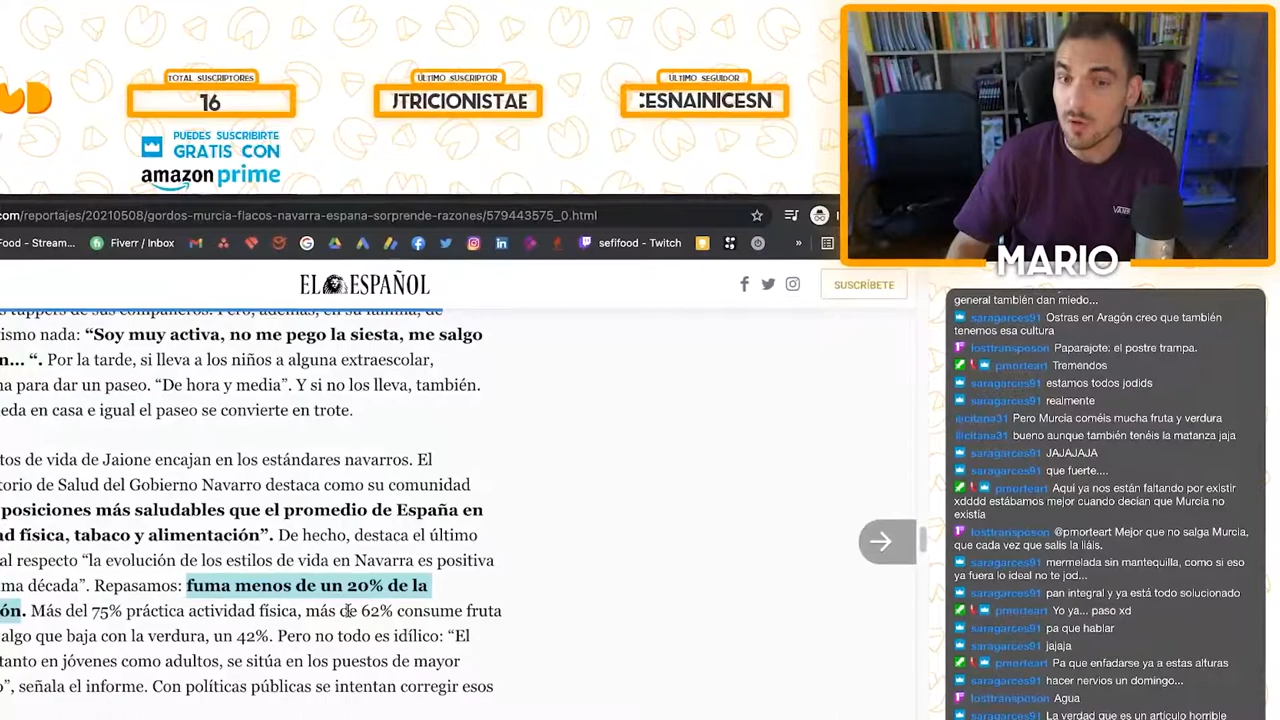 TOTAL SUSCRIPTORES
16
ÚLTIMO SUSCRIPTOR
UTRICIONISTAE
ÚLTIMO SEGUIDOR
CESNAINICESN
PUEDES SUSCRIBIRTE
GRATIS CON
amazon prime
com/reportajes/20210508/gordos-murcia-flacos-navarra-espana-sorprende-razones/579443575_0.html
Food - Stream...
Fiverr / Inbox
sefifood - Twitch
»
EL ESPAÑOL
SUSCRÍBETE
VANS
MARIO
ismo nada: “Soy muy activa, no me pego la siesta, me salgo
n... “. Por la tarde, si lleva a los niños a alguna extraescolar,
na para dar un paseo. “De hora y media”. Y si no los lleva, también.
eda en casa e igual el paseo se convierte en trote.
tos de vida de Jaione encajan en los estándares navarros. El
torio de Salud del Gobierno Navarro destaca como su comunidad
posiciones más saludables que el promedio de España en
ad física, tabaco y alimentación”. De hecho, destaca el último
al respecto “la evolución de los estilos de vida en Navarra es positiva
ma década”. Repasamos: fuma menos de un 20% de la
ón. Más del 75% práctica actividad física, más de 62% consume fruta
algo que baja con la verdura, un 42%. Pero no todo es idílico: “El
tanto en jóvenes como adultos, se sitúa en los puestos de mayor
o”, señala el informe. Con políticas públicas se intentan corregir esos
general también dan miedo...
saragarces91 Ostras en Aragón creo que también
tenemos esa cultura
losttransposon Paparajote: el postre trampa.
pmorteart Tremendos
saragarces91 estamos todos jodids
saragarces91 realmente
iicitana31 Pero Murcia coméis mucha fruta y verdura
iicitana31 bueno aunque también tenéis la matanza jaja
saragarces91 JAJAJAJA
saragarces91 que fuerte....
pmorteart Aquí ya nos están faltando por existir
xdddd estábamos mejor cuando decían que Murcia no
existía
losttransposon @pmorteart Mejor que no salga Murcia,
que cada vez que salis la liáis.
saragarces91 mermelada sin mantequilla, como si eso
ya fuera lo ideal no te jod...
saragarces91 pan integral y ya está todo solucionado
pmorteart Yo ya... paso xd
saragarces91 pa que hablar
saragarces91 jajaja
pmorteart Pa que enfadarse ya a estas alturas
saragarces91 hacer nervios un domingo...
losttransposon Agua
saragarces91 La verdad que es un artículo horrible